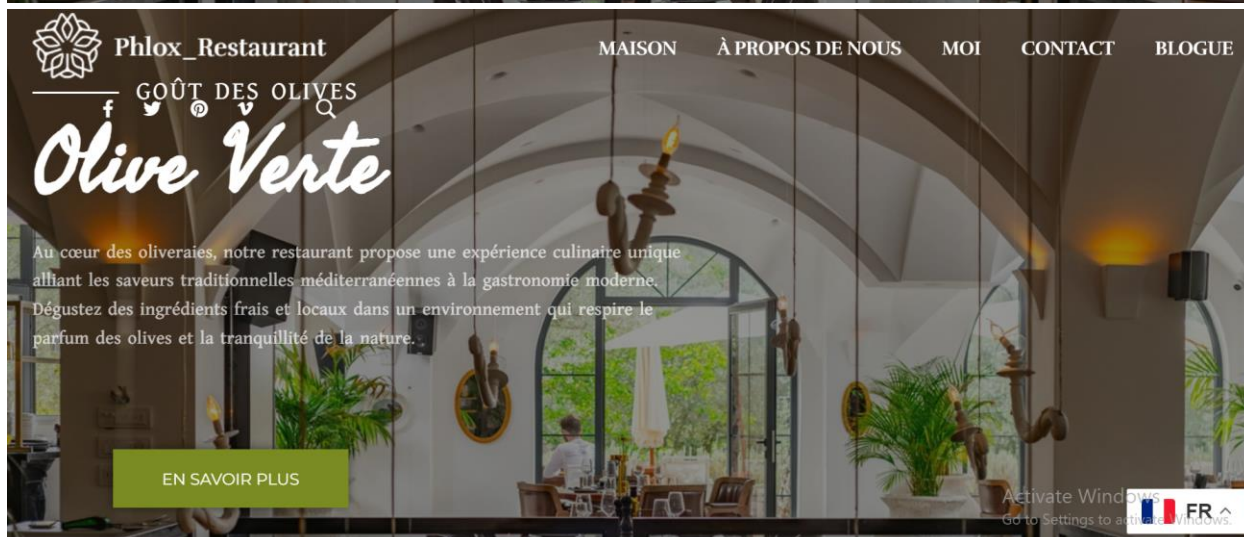 Phlox_Restaurant
MAISON À PROPOS DE NOUS MOI CONTACT BLOGUE
GOÛT DES OLIVES
Olive Verte
Au cœur des oliveraies, notre restaurant propose une expérience culinaire unique
alliant les saveurs traditionnelles méditerranéennes à la gastronomie moderne.
Dégustez des ingrédients frais et locaux dans un environnement qui respire le
parfum des olives et la tranquillité de la nature.
EN SAVOIR PLUS
Activate Windows
Go to Settings to activate Windows.
FR